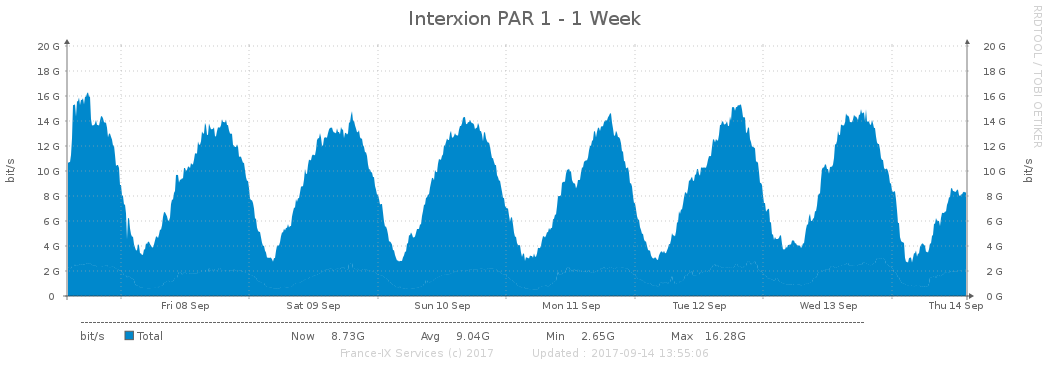 Interxion PAR 1 - 1 Week
RRDTOOL / TOBI OETIKER
bit/s
20 G 20 G
18 G 18 G
16 G 16 G
14 G 14 G
12 G 12 G
10 G 10 G
8 G 8 G
6 G 6 G
4 G 4 G
2 G 2 G
0 0 G
bit/s
Fri 08 Sep Sat 09 Sep Sun 10 Sep Mon 11 Sep Tue 12 Sep Wed 13 Sep Thu 14 Sep
bit/s Total Now 8.73G Avg 9.04G Min 2.65G Max 16.28G
France-IX Services (c) 2017 Updated : 2017-09-14 13:55:06